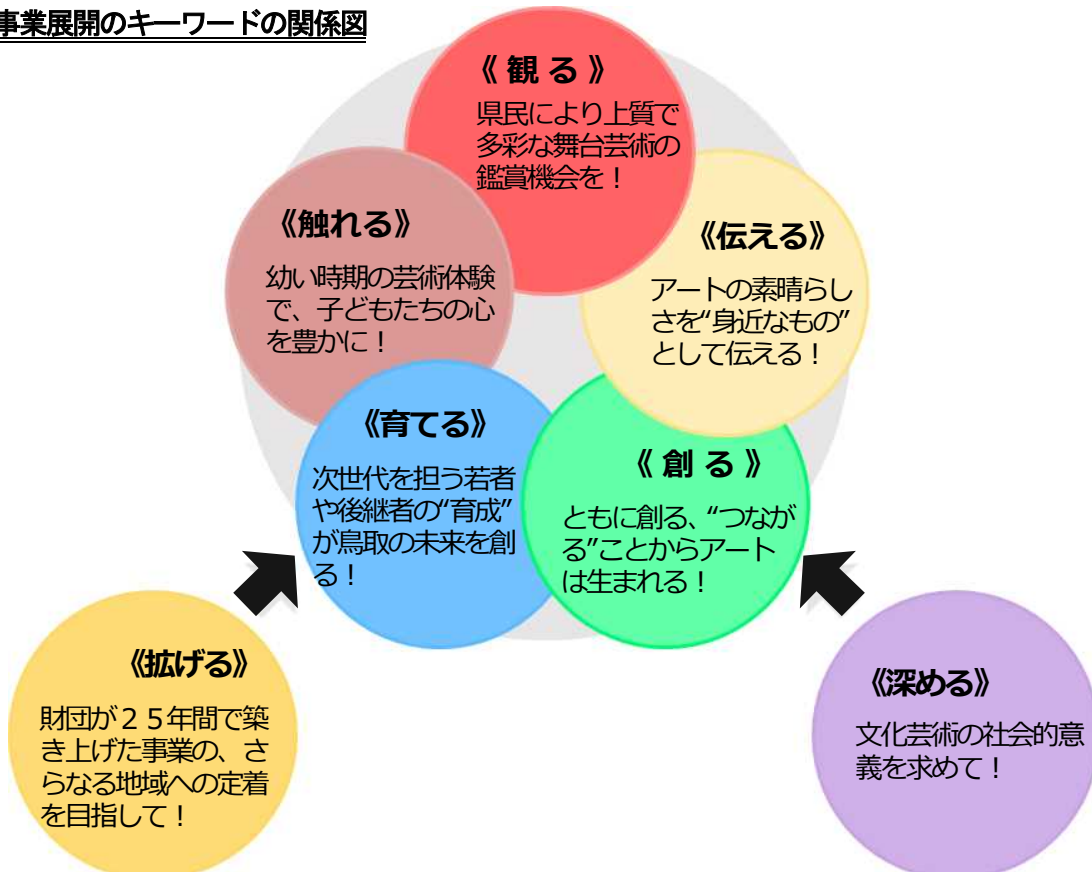 事業展開のキーワードの関係図
《 観 る 》
県民により上質で
多彩な舞台芸術の
鑑賞機会を！
《触れる》
幼い時期の芸術体験
で、子どもたちの心
を豊かに！
《伝える》
アートの素晴らし
さを“身近なもの”
として伝える！
《育てる》
次世代を担う若者
や後継者の“育成”
が鳥取の未来を創
る！
《 創 る 》
ともに創る、“つなが
る”ことからアート
は生まれる！
《拡げる》
財団が２５年間で築
き上げた事業の、さ
らなる地域への定着
を目指して！
《深める》
文化芸術の社会的意
義を求めて！